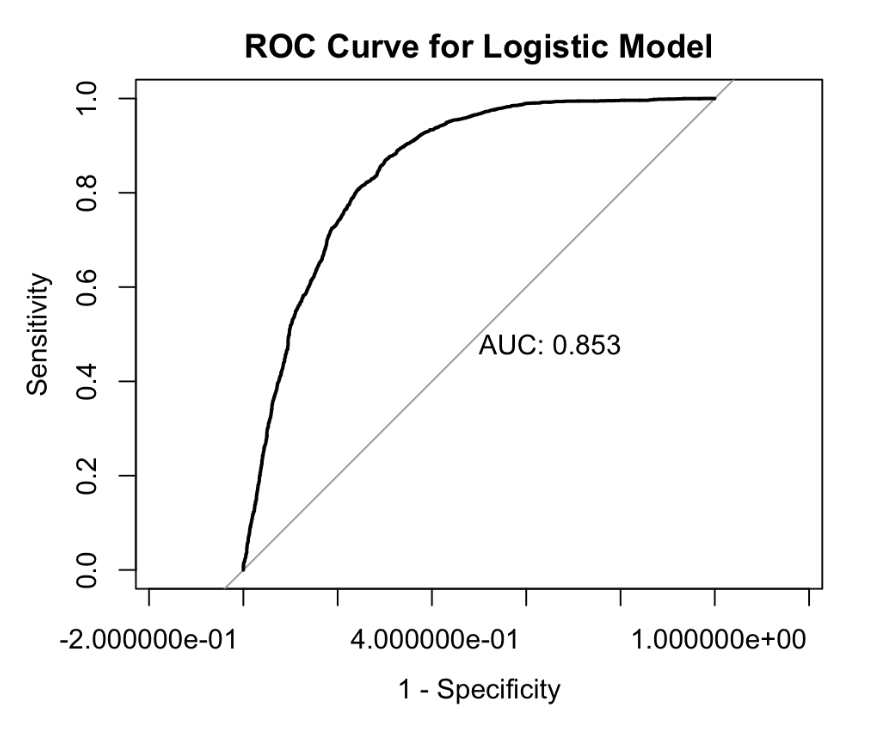 ROC Curve for Logistic Model
Sensitivity
1.0
0.8
0.6
0.4
0.2
0.0
AUC: 0.853
-2.000000e-01 4.000000e-01 1.000000e+00
1 - Specificity